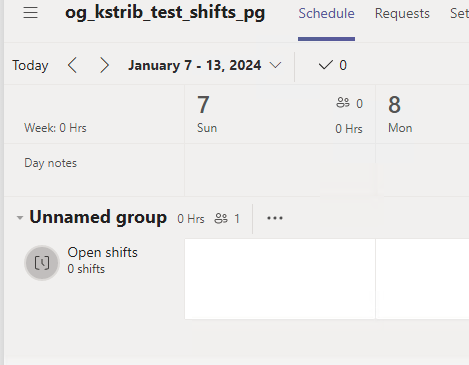 og_kstrib_test_shifts_pg Schedule Requests Set
Today January 7 - 13, 2024 0
7 0 8
Week: 0 Hrs Sun 0 Hrs Mon
Day notes
Unnamed group 0 Hrs 1 ...
Open shifts
0 shifts